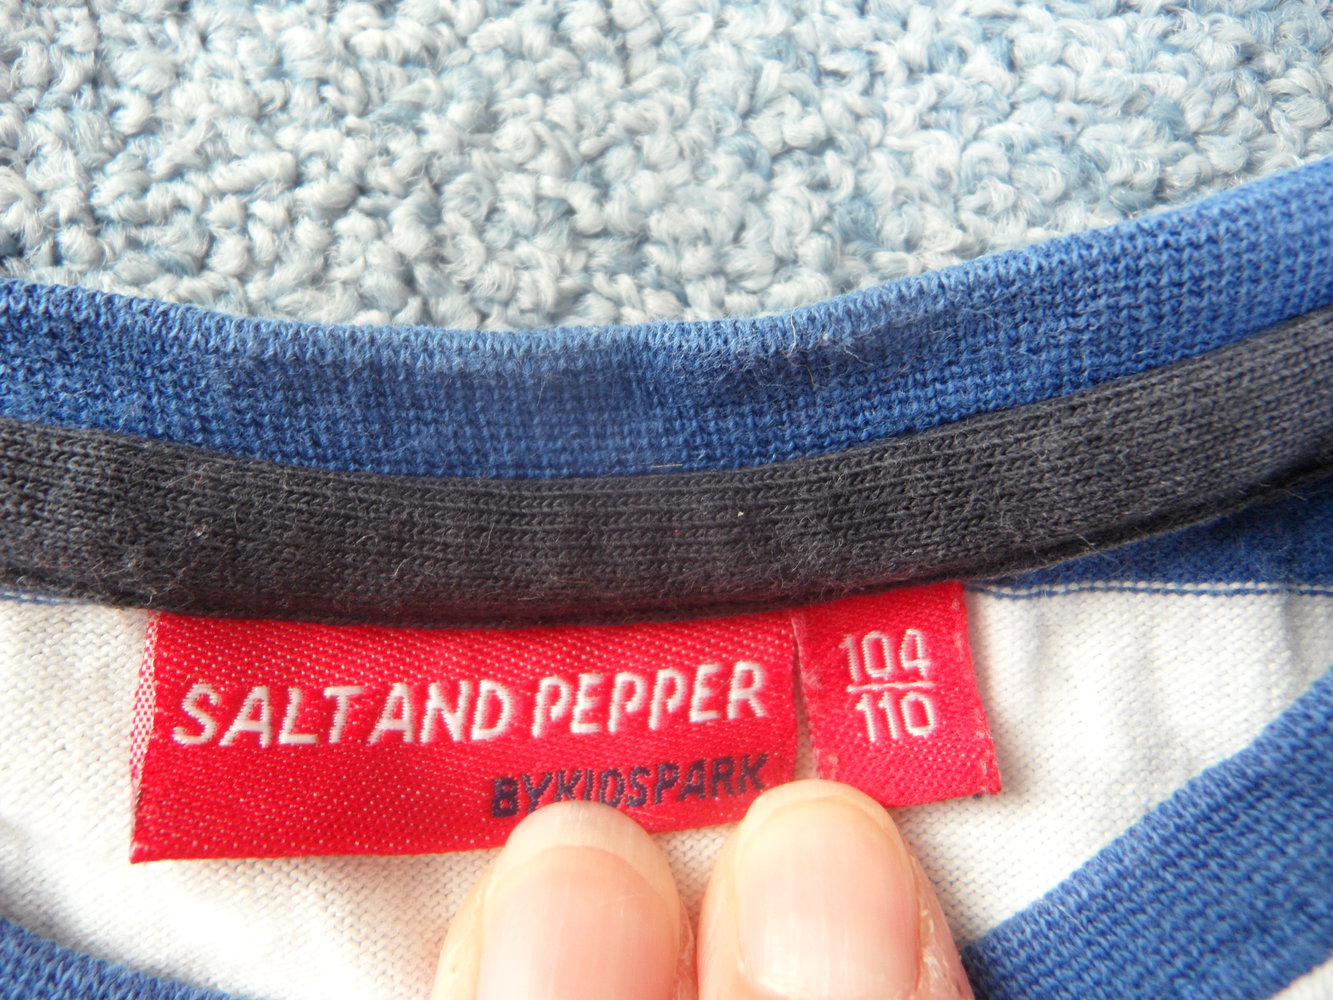 SALT AND PEPPER
BYKIDSPARK
104
110